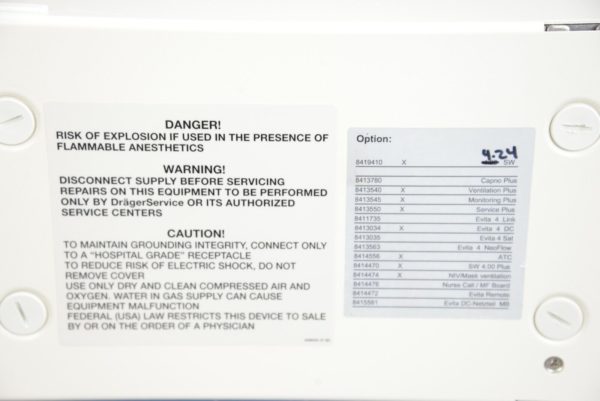 DANGER!
RISK OF EXPLOSION IF USED IN THE PRESENCE OF
FLAMMABLE ANESTHETICS
WARNING!
DISCONNECT SUPPLY BEFORE SERVICING
REPAIRS ON THIS EQUIPMENT TO BE PERFORMED
ONLY BY DrägerService OR ITS AUTHORIZED
SERVICE CENTERS
CAUTION!
TO MAINTAIN GROUNDING INTEGRITY, CONNECT ONLY
TO A "HOSPITAL GRADE" RECEPTACLE
TO REDUCE RISK OF ELECTRIC SHOCK, DO NOT
REMOVE COVER
USE ONLY DRY AND CLEAN COMPRESSED AIR AND
OXYGEN. WATER IN GAS SUPPLY CAN CAUSE
EQUIPMENT MALFUNCTION
FEDERAL (USA) LAW RESTRICTS THIS DEVICE TO SALE
BY OR ON THE ORDER OF A PHYSICIAN
Option:
8419410 X 4.24 SW
8413780 Capno Plus
8413540 X Ventilation Plus
8413545 X Monitoring Plus
8413550 X Service Plus
8411735 Evita 4 Link
8413034 X Evita 4 DC
8413035 Evita 4 Sat
8413563 Evita 4 NeoFlow
8414556 X ATC
8414470 X SW 4.00 Plus
8414474 X NIV/Mask ventilation
8414476 Nurse Call / MF Board
8414472 Evita Remote
8415561 Evita DC-Netzteil MB